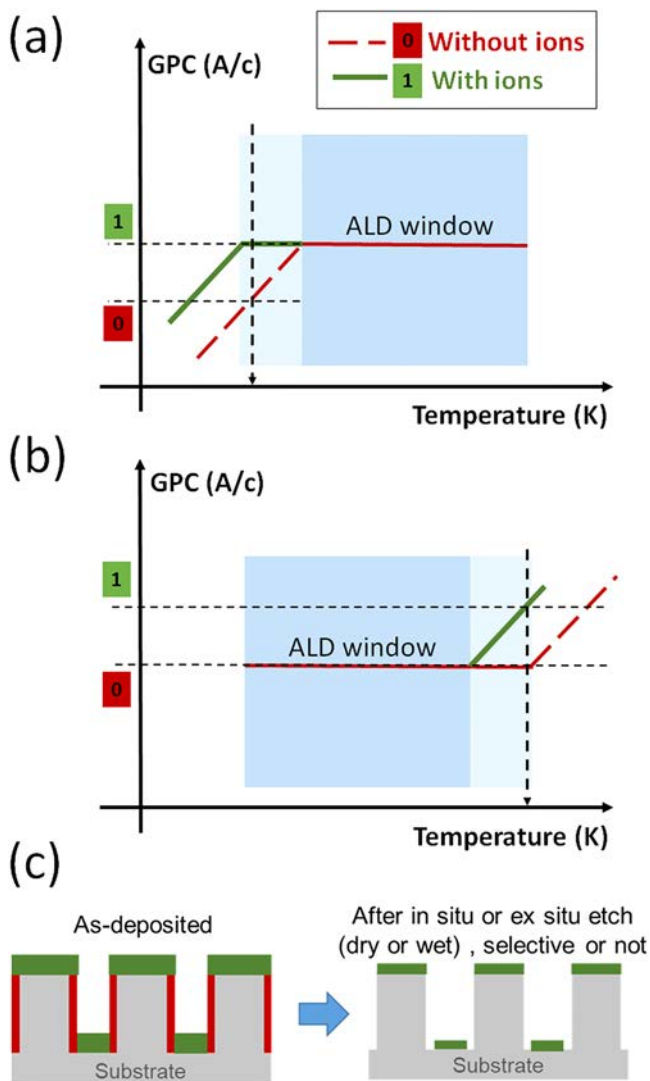 (a)
GPC (A/c)
0 Without ions
1 With ions
1
ALD window
0
Temperature (K)
(b)
GPC (A/c)
1
ALD window
0
Temperature (K)
(c)
As-deposited
After in situ or ex situ etch
(dry or wet) , selective or not
Substrate
Substrate